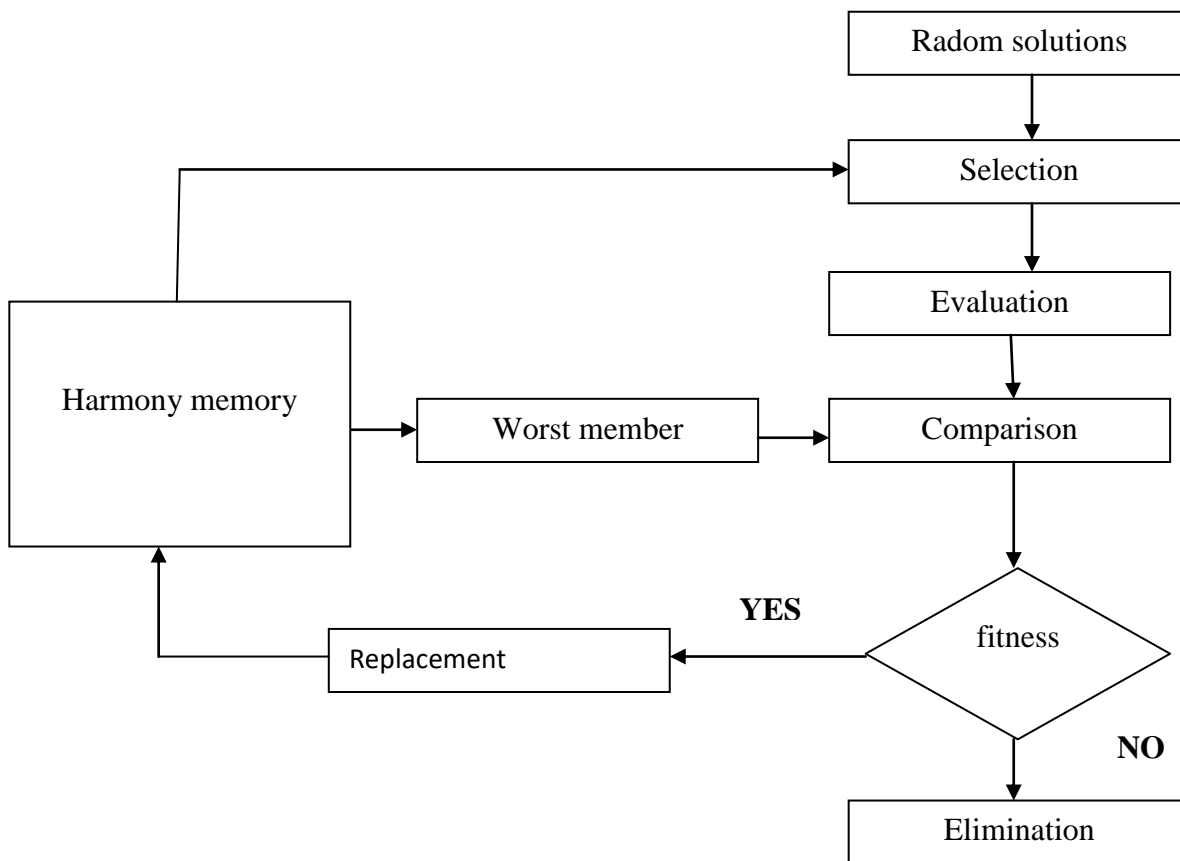 Radom solutions
Selection
Evaluation
Harmony memory
Worst member
Comparison
YES
fitness
Replacement
NO
Elimination